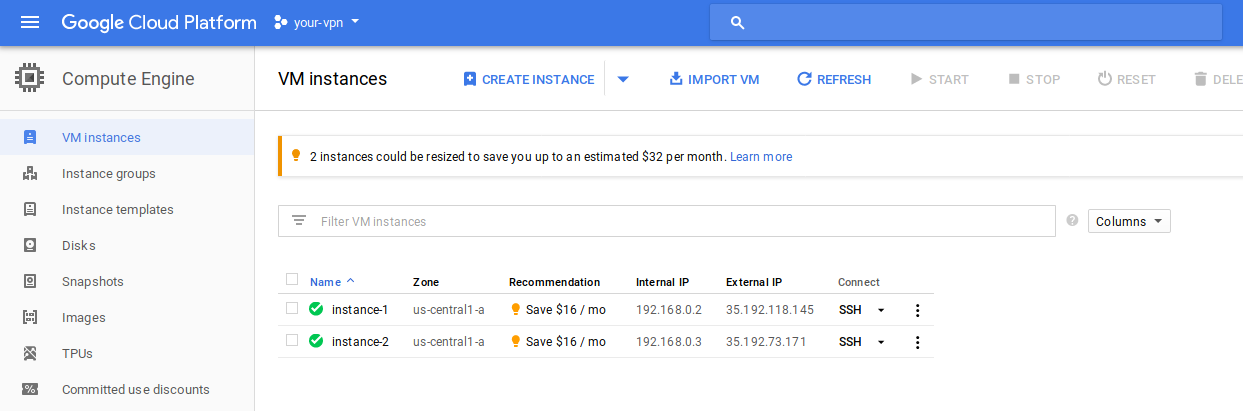 Google Cloud Platform your-vpn
Compute Engine
VM instances CREATE INSTANCE IMPORT VM REFRESH START STOP RESET DELE
VM instances
Instance groups
Instance templates
Disks
Snapshots
Images
TPUs
Committed use discounts
2 instances could be resized to save you up to an estimated $32 per month. Learn more
Filter VM instances ? Columns
Name Zone Recommendation Internal IP External IP Connect
instance-1 us-central1-a Save $16 / mo 192.168.0.2 35.192.118.145 SSH
instance-2 us-central1-a Save $16 / mo 192.168.0.3 35.192.73.171 SSH